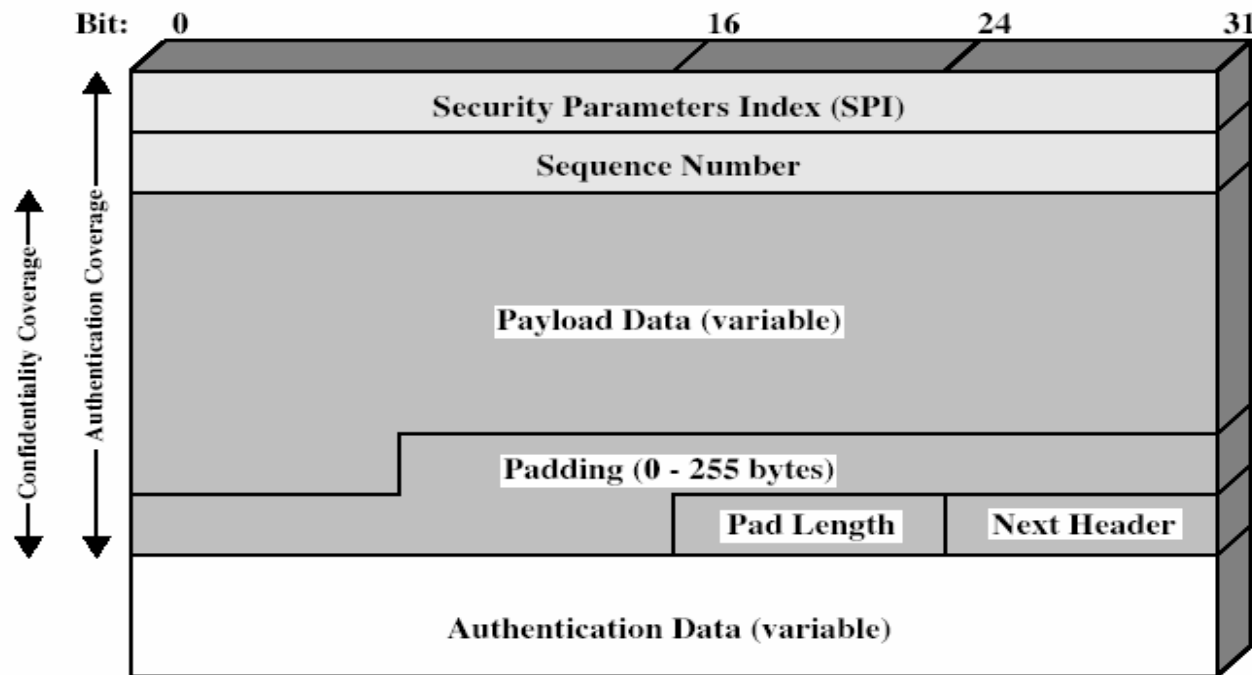 Bit: 0 16 24 31
Security Parameters Index (SPI)
Sequence Number
Confidentiality Coverage
Authentication Coverage
Payload Data (variable)
Padding (0 - 255 bytes)
Pad Length Next Header
Authentication Data (variable)